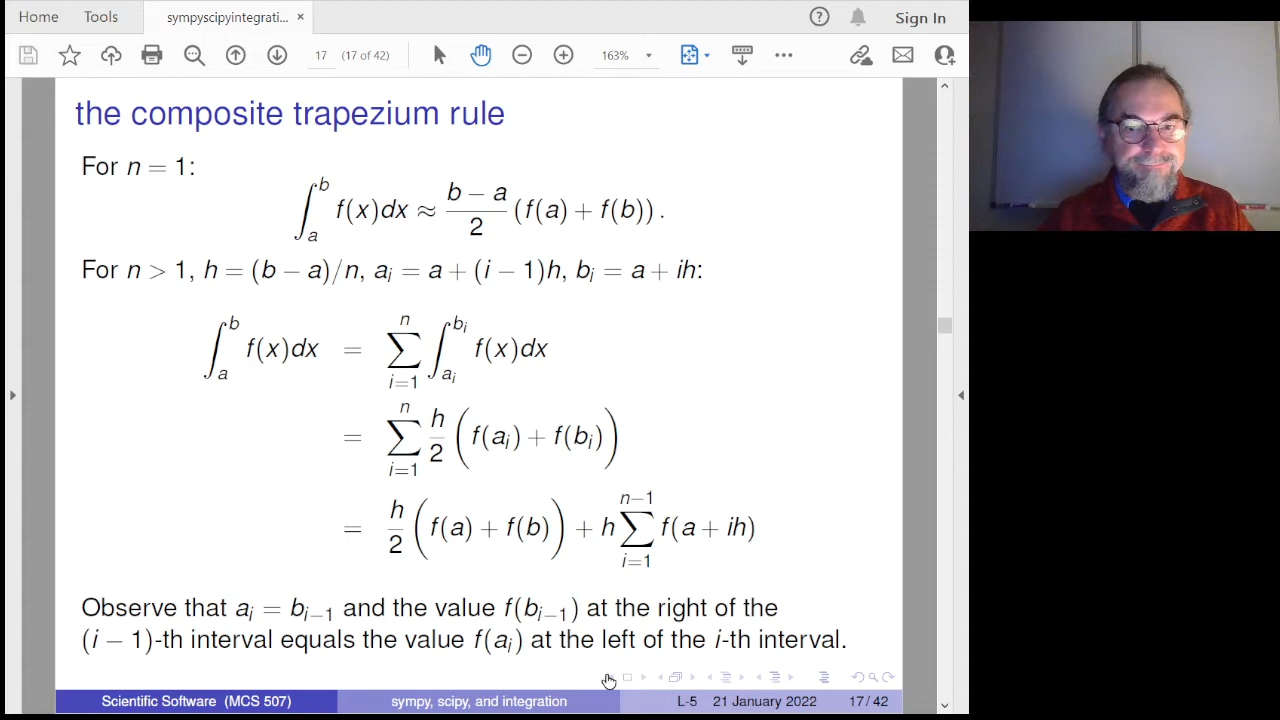 Home Tools sympyscipyintegrati... × Sign In
17 (17 of 42) 163%
the composite trapezium rule
For n = 1:
∫_a^b f(x)dx ≈ (b − a)/2 (f(a) + f(b)).
For n > 1, h = (b − a)/n, a_i = a + (i − 1)h, b_i = a + ih:
∫_a^b f(x)dx = ∑_{i=1}^{n} ∫_{a_i}^{b_i} f(x)dx
= ∑_{i=1}^{n} h/2 (f(a_i) + f(b_i))
= h/2 (f(a) + f(b)) + h ∑_{i=1}^{n−1} f(a + ih)
Observe that a_i = b_{i−1} and the value f(b_{i−1}) at the right of the
(i − 1)-th interval equals the value f(a_i) at the left of the i-th interval.
Scientific Software (MCS 507) sympy, scipy, and integration L-5 21 January 2022 17 / 42